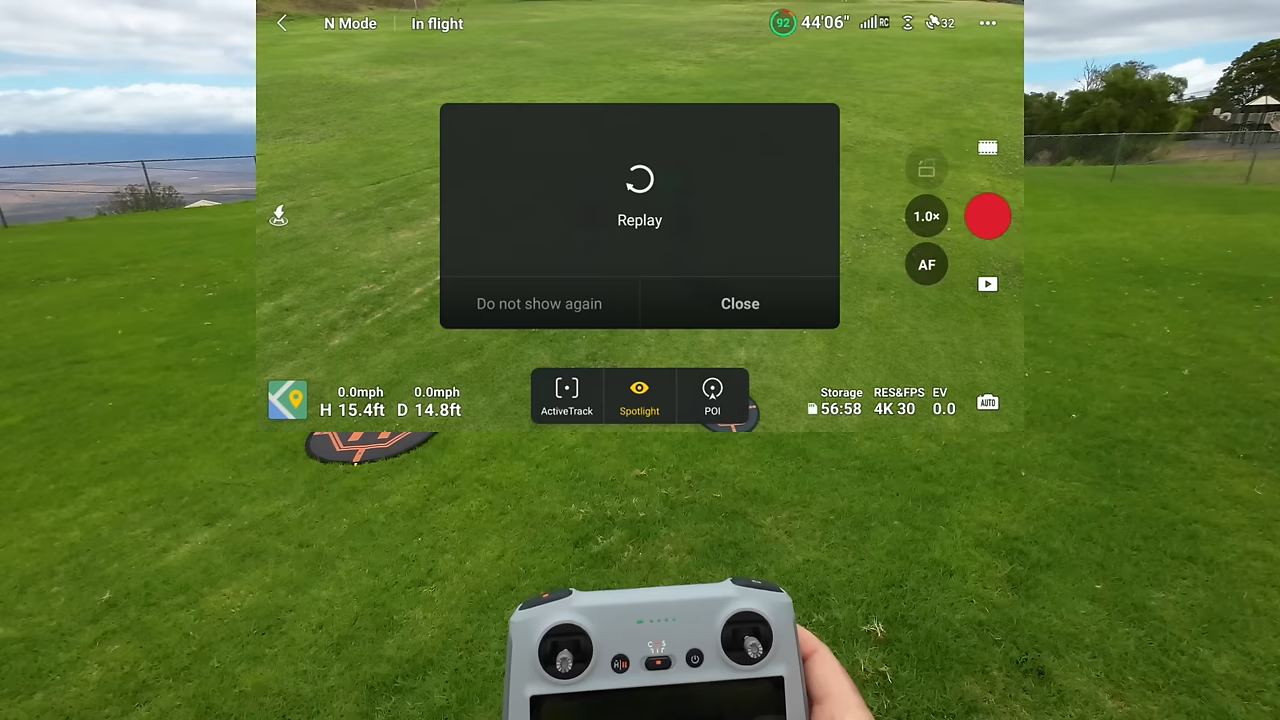 N Mode
In flight
92
44'06"
RC
32
Replay
Do not show again
Close
1.0×
AF
0.0mph
0.0mph
H 15.4ft
D 14.8ft
ActiveTrack
Spotlight
POI
Storage
RES&FPS
EV
56:58
4K 30
0.0
AUTO
C S